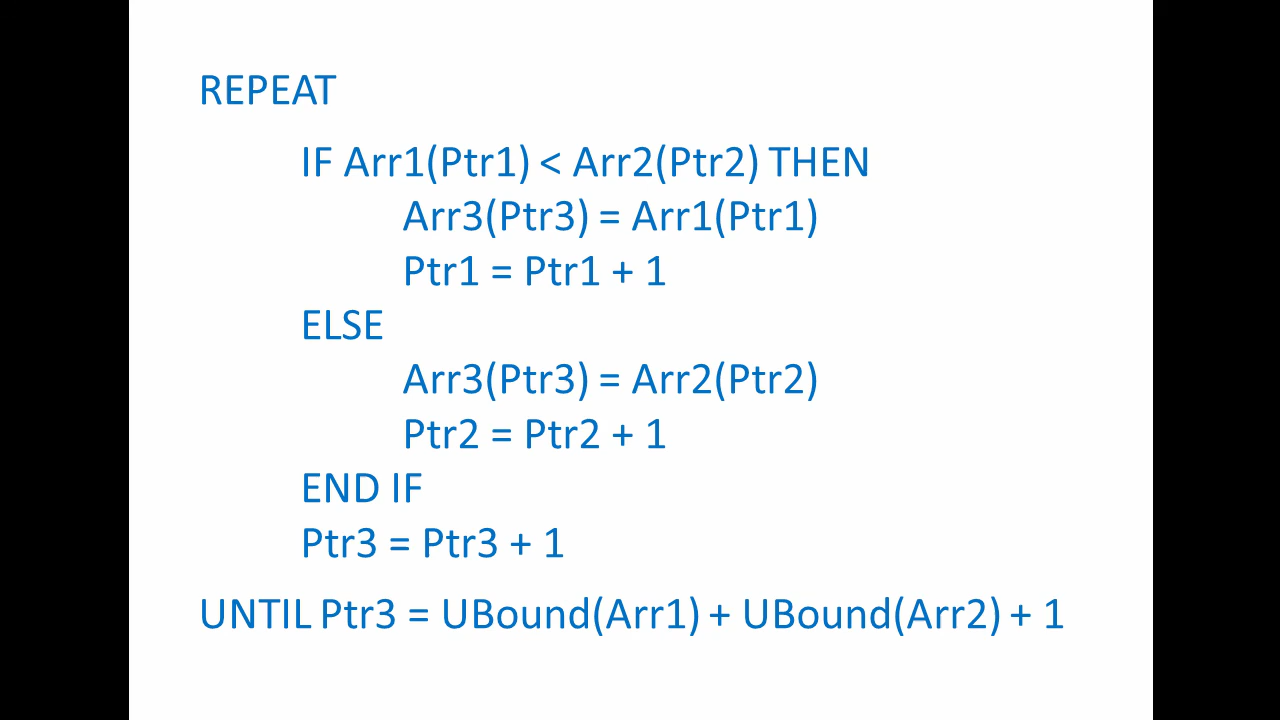 REPEAT
IF Arr1(Ptr1) < Arr2(Ptr2) THEN
Arr3(Ptr3) = Arr1(Ptr1)
Ptr1 = Ptr1 + 1
ELSE
Arr3(Ptr3) = Arr2(Ptr2)
Ptr2 = Ptr2 + 1
END IF
Ptr3 = Ptr3 + 1
UNTIL Ptr3 = UBound(Arr1) + UBound(Arr2) + 1